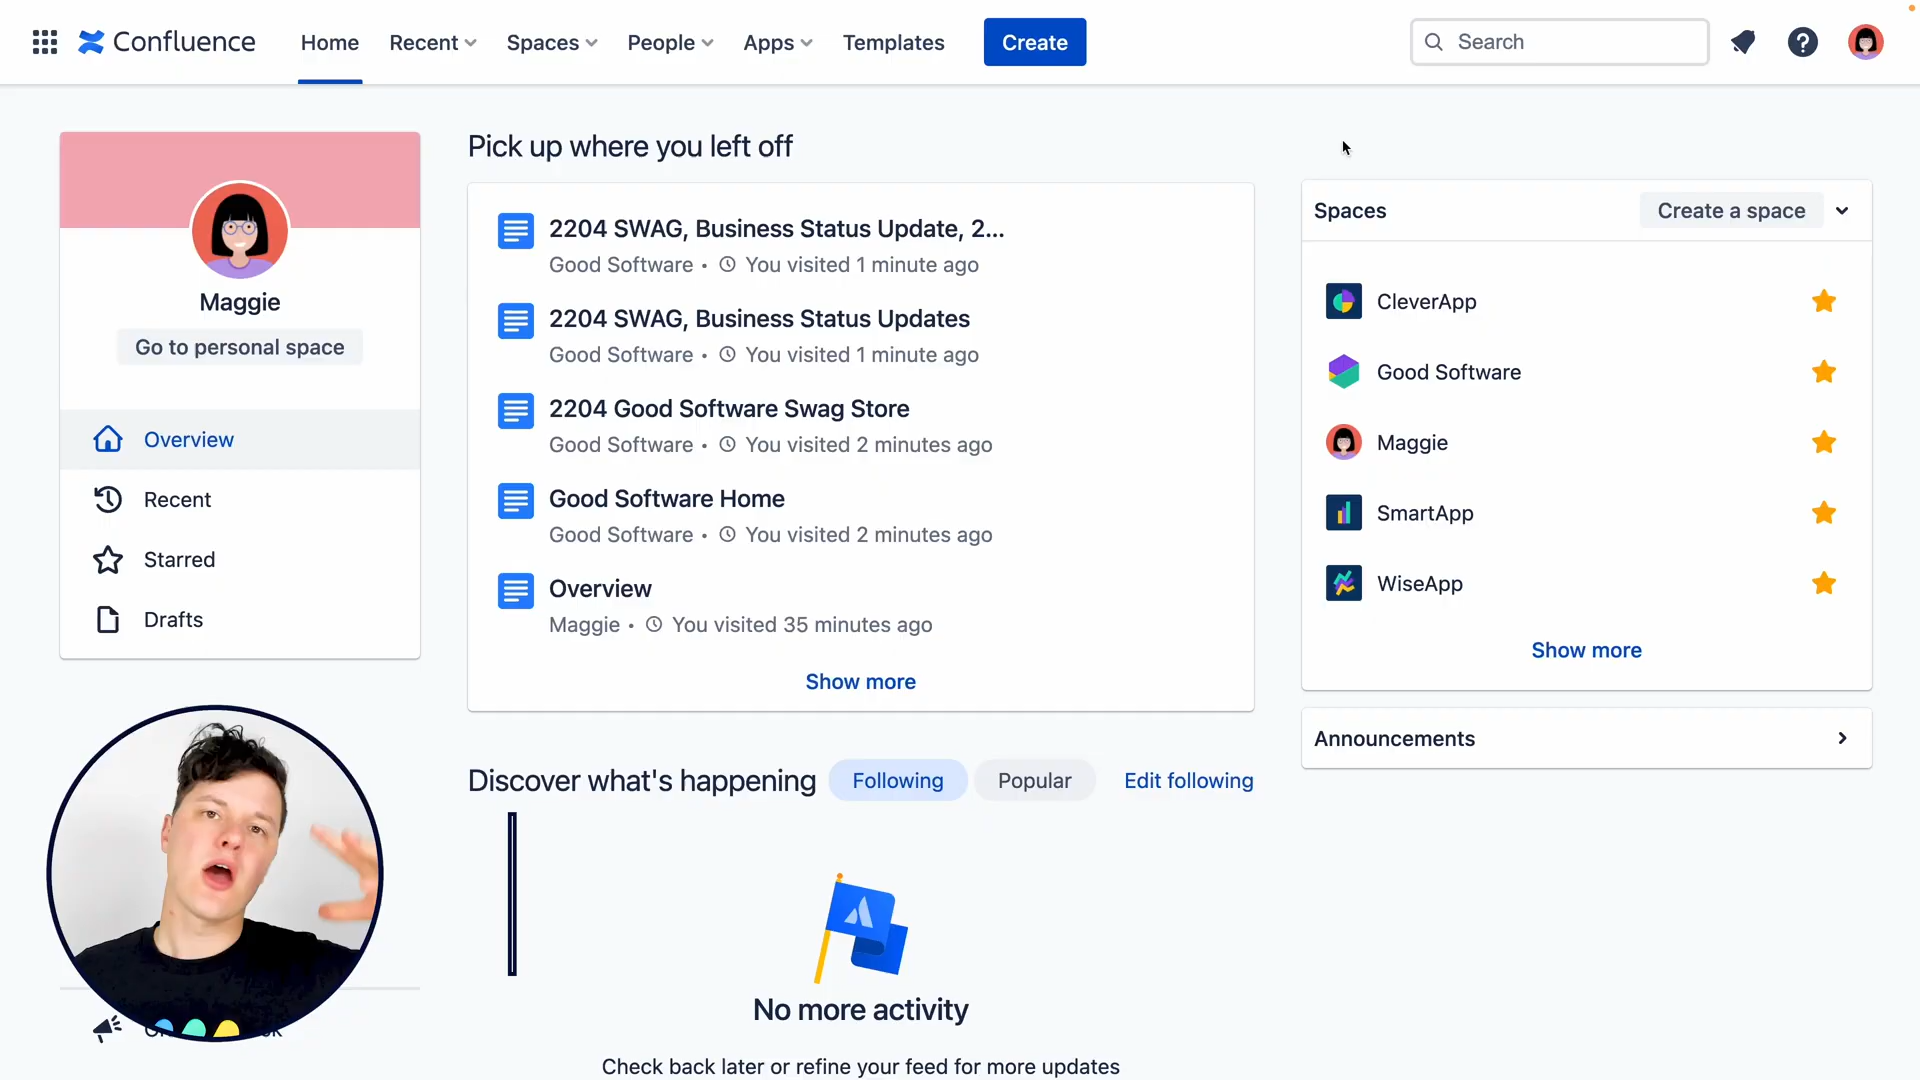 Confluence
Home
Recent
Spaces
People
Apps
Templates
Create
Search
Maggie
Go to personal space
Overview
Recent
Starred
Drafts
Pick up where you left off
2204 SWAG, Business Status Update, 2...
Good Software • You visited 1 minute ago
2204 SWAG, Business Status Updates
Good Software • You visited 1 minute ago
2204 Good Software Swag Store
Good Software • You visited 2 minutes ago
Good Software Home
Good Software • You visited 2 minutes ago
Overview
Maggie • You visited 35 minutes ago
Show more
Discover what's happening
Following
Popular
Edit following
No more activity
Check back later or refine your feed for more updates
Spaces
Create a space
CleverApp
Good Software
Maggie
SmartApp
WiseApp
Show more
Announcements